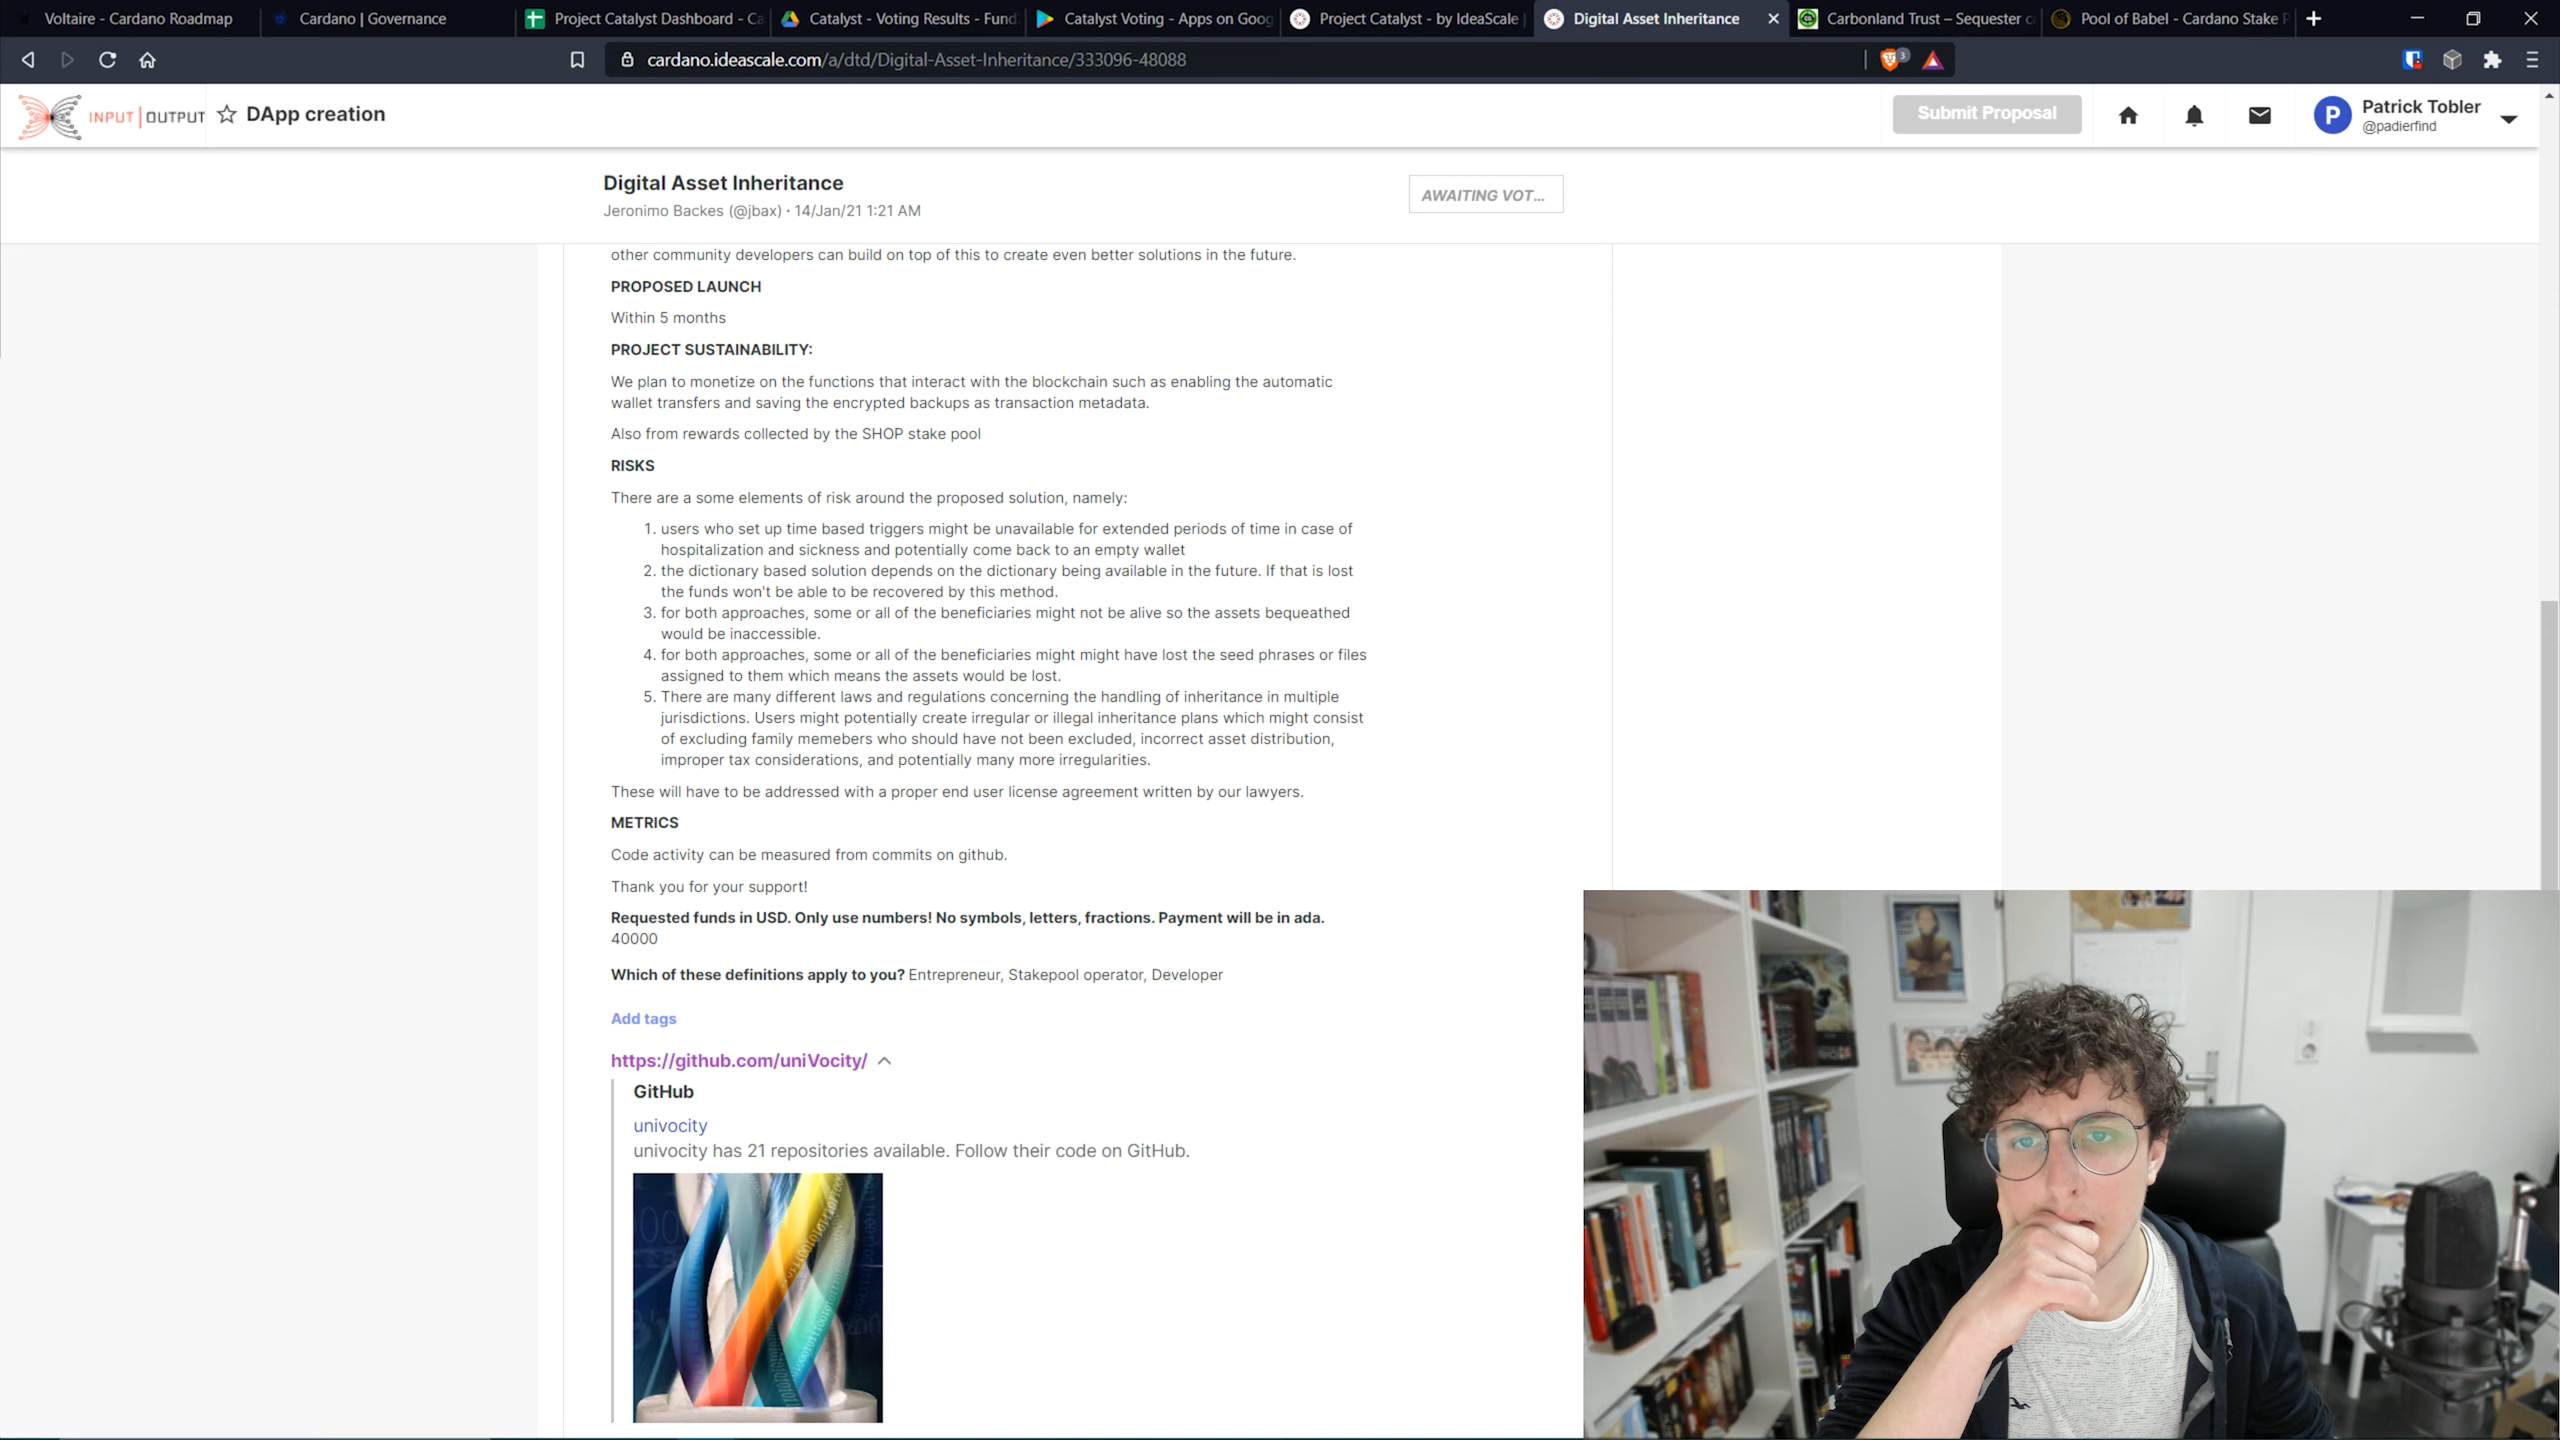 Voltaire - Cardano Roadmap
Cardano | Governance
Project Catalyst Dashboard - Ca
Catalyst - Voting Results - Fund
Catalyst Voting - Apps on Goog
Project Catalyst - by IdeaScale
Digital Asset Inheritance
Carbonland Trust – Sequester c
Pool of Babel - Cardano Stake P
cardano.ideascale.com/a/dtd/Digital-Asset-Inheritance/333096-48088
3
INPUT | OUTPUT
DApp creation
Submit Proposal
P
Patrick Tobler
@padierfind
Digital Asset Inheritance
Jeronimo Backes (@jbax) • 14/Jan/21 1:21 AM
AWAITING VOT...
other community developers can build on top of this to create even better solutions in the future.
PROPOSED LAUNCH
Within 5 months
PROJECT SUSTAINABILITY:
We plan to monetize on the functions that interact with the blockchain such as enabling the automatic
wallet transfers and saving the encrypted backups as transaction metadata.
Also from rewards collected by the SHOP stake pool
RISKS
There are a some elements of risk around the proposed solution, namely:
1. users who set up time based triggers might be unavailable for extended periods of time in case of
hospitalization and sickness and potentially come back to an empty wallet
2. the dictionary based solution depends on the dictionary being available in the future. If that is lost
the funds won't be able to be recovered by this method.
3. for both approaches, some or all of the beneficiaries might not be alive so the assets bequeathed
would be inaccessible.
4. for both approaches, some or all of the beneficiaries might might have lost the seed phrases or files
assigned to them which means the assets would be lost.
5. There are many different laws and regulations concerning the handling of inheritance in multiple
jurisdictions. Users might potentially create irregular or illegal inheritance plans which might consist
of excluding family memebers who should have not been excluded, incorrect asset distribution,
improper tax considerations, and potentially many more irregularities.
These will have to be addressed with a proper end user license agreement written by our lawyers.
METRICS
Code activity can be measured from commits on github.
Thank you for your support!
Requested funds in USD. Only use numbers! No symbols, letters, fractions. Payment will be in ada.
40000
Which of these definitions apply to you? Entrepreneur, Stakepool operator, Developer
Add tags
https://github.com/uniVocity/
GitHub
univocity
univocity has 21 repositories available. Follow their code on GitHub.